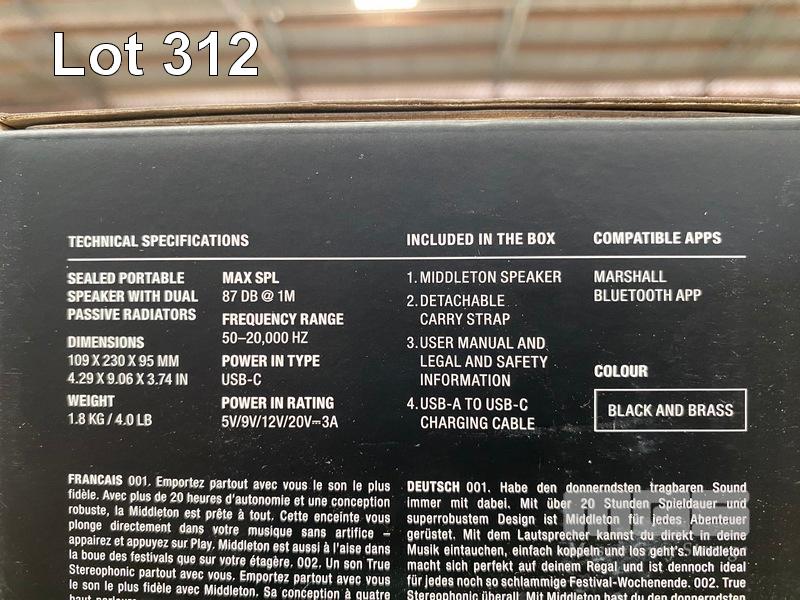 Lot 312
TECHNICAL SPECIFICATIONS
SEALED PORTABLE
SPEAKER WITH DUAL
PASSIVE RADIATORS
DIMENSIONS
109 X 230 X 95 MM
4.29 X 9.06 X 3.74 IN
WEIGHT
1.8 KG / 4.0 LB
MAX SPL
87 DB @ 1M
FREQUENCY RANGE
50–20,000 HZ
POWER IN TYPE
USB-C
POWER IN RATING
5V/9V/12V/20V⎓3A
INCLUDED IN THE BOX
1. MIDDLETON SPEAKER
2. DETACHABLE
CARRY STRAP
3. USER MANUAL AND
LEGAL AND SAFETY
INFORMATION
4. USB-A TO USB-C
CHARGING CABLE
COMPATIBLE APPS
MARSHALL
BLUETOOTH APP
COLOUR
BLACK AND BRASS
FRANCAIS 001. Emportez partout avec vous le son le plus
fidèle. Avec plus de 20 heures d'autonomie et une conception
robuste, la Middleton est prête à tout. Cette enceinte vous
plonge directement dans votre musique sans artifice –
appairez et appuyez sur Play. Middleton est aussi à l'aise dans
la boue des festivals que sur votre étagère. 002. Un son True
Stereophonic partout avec vous. Emportez partout avec vous
le son le plus fidèle avec Middleton. Sa conception à quatre
haut-parleurs
DEUTSCH 001. Habe den donnerndsten tragbaren Sound
immer mit dabei. Mit über 20 Stunden Spieldauer und
superrobustem Design ist Middleton für jedes Abenteuer
gerüstet. Mit dem Lautsprecher kannst du direkt in deine
Musik eintauchen, einfach koppeln und los geht's. Middleton
macht sich perfekt auf deinem Regal und ist dennoch ideal
für jedes noch so schlammige Festival-Wochenende. 002. True
Stereophonic überall. Mit Middleton hast du den donnerndsten